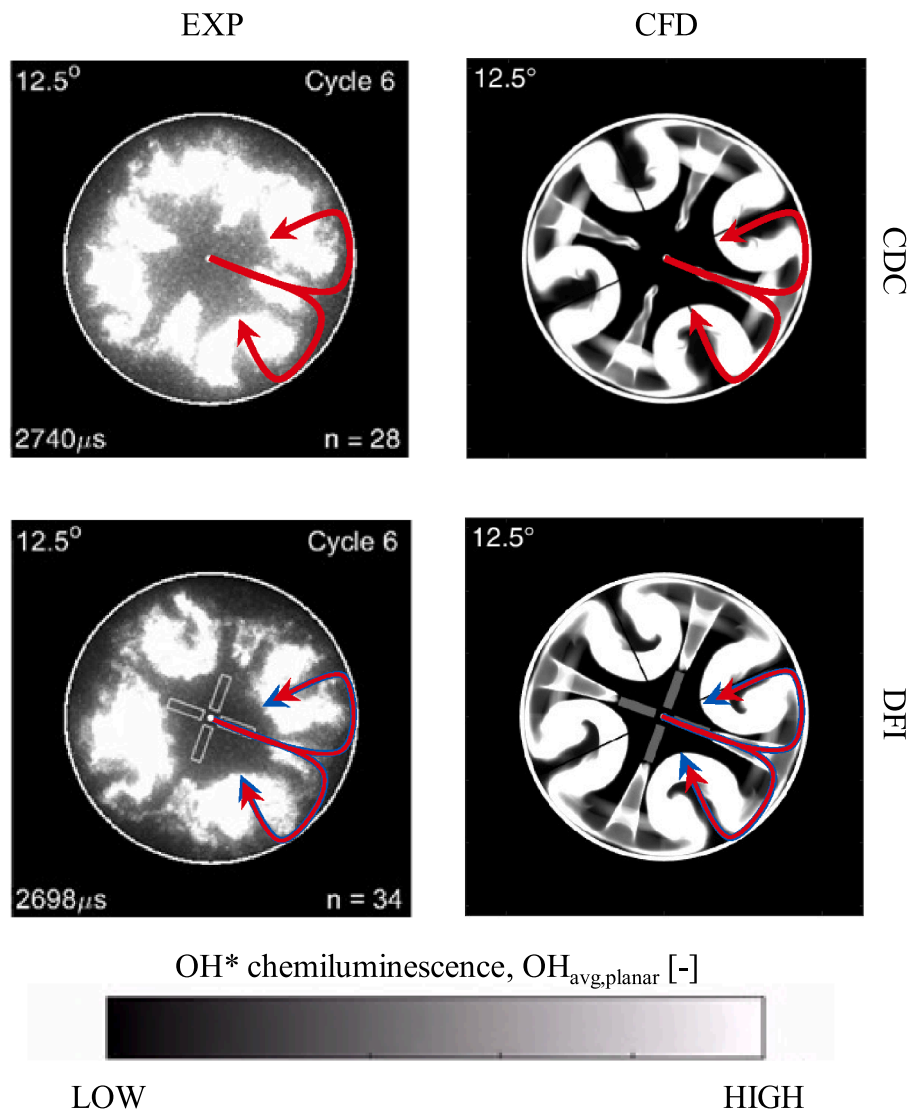 EXP
CFD
12.5° Cycle 6
12.5°
CDC
2740μs n = 28
12.5° Cycle 6
12.5°
DFI
2698μs n = 34
OH* chemiluminescence, OHavg,planar [-]
LOW
HIGH